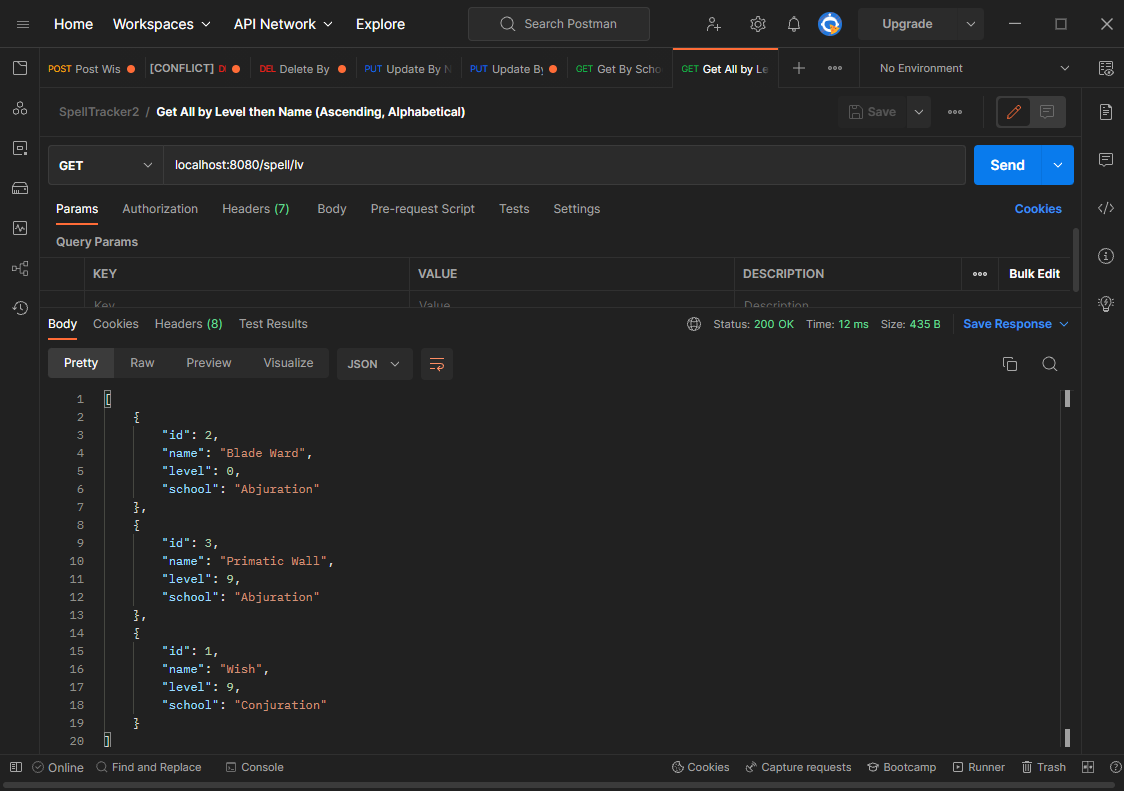 Home Workspaces API Network Explore Search Postman Upgrade
POST Post Wis [CONFLICT] DEL Delete By PUT Update By N PUT Update By GET Get By Scho GET Get All by Le No Environment
SpellTracker2 / Get All by Level then Name (Ascending, Alphabetical) Save
GET localhost:8080/spell/lv Send
Params Authorization Headers (7) Body Pre-request Script Tests Settings Cookies
Query Params
KEY VALUE DESCRIPTION Bulk Edit
Key Value Description
Body Cookies Headers (8) Test Results Status: 200 OK Time: 12 ms Size: 435 B Save Response
Pretty Raw Preview Visualize JSON
1 [
2 {
3 "id": 2,
4 "name": "Blade Ward",
5 "level": 0,
6 "school": "Abjuration"
7 },
8 {
9 "id": 3,
10 "name": "Primatic Wall",
11 "level": 9,
12 "school": "Abjuration"
13 },
14 {
15 "id": 1,
16 "name": "Wish",
17 "level": 9,
18 "school": "Conjuration"
19 }
20 ]
Online Find and Replace Console Cookies Capture requests Bootcamp Runner Trash